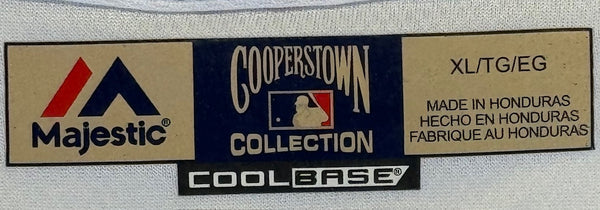 Majestic®
COOPERSTOWN
COLLECTION
XL/TG/EG
MADE IN HONDURAS
HECHO EN HONDURAS
FABRIQUE AU HONDURAS
COOLBASE®